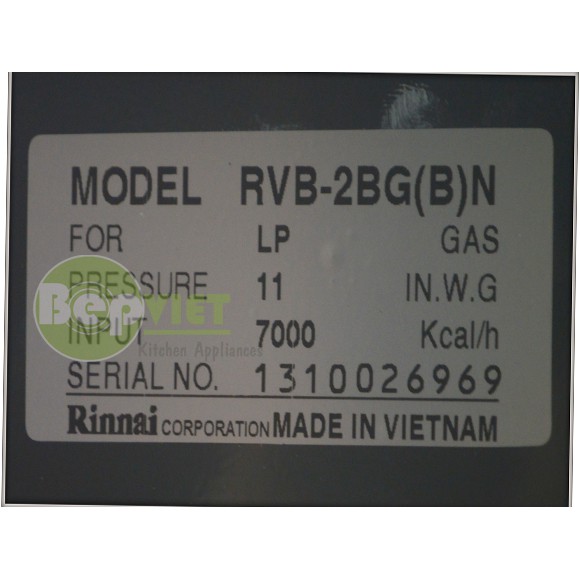 MODEL RVB-2BG(B)N
FOR LP GAS
PRESSURE 11 IN.W.G
BếpVIET
INPUT 7000 Kcal/h
Kitchen Appliances
SERIAL NO. 1310026969
Rinnai CORPORATION MADE IN VIETNAM